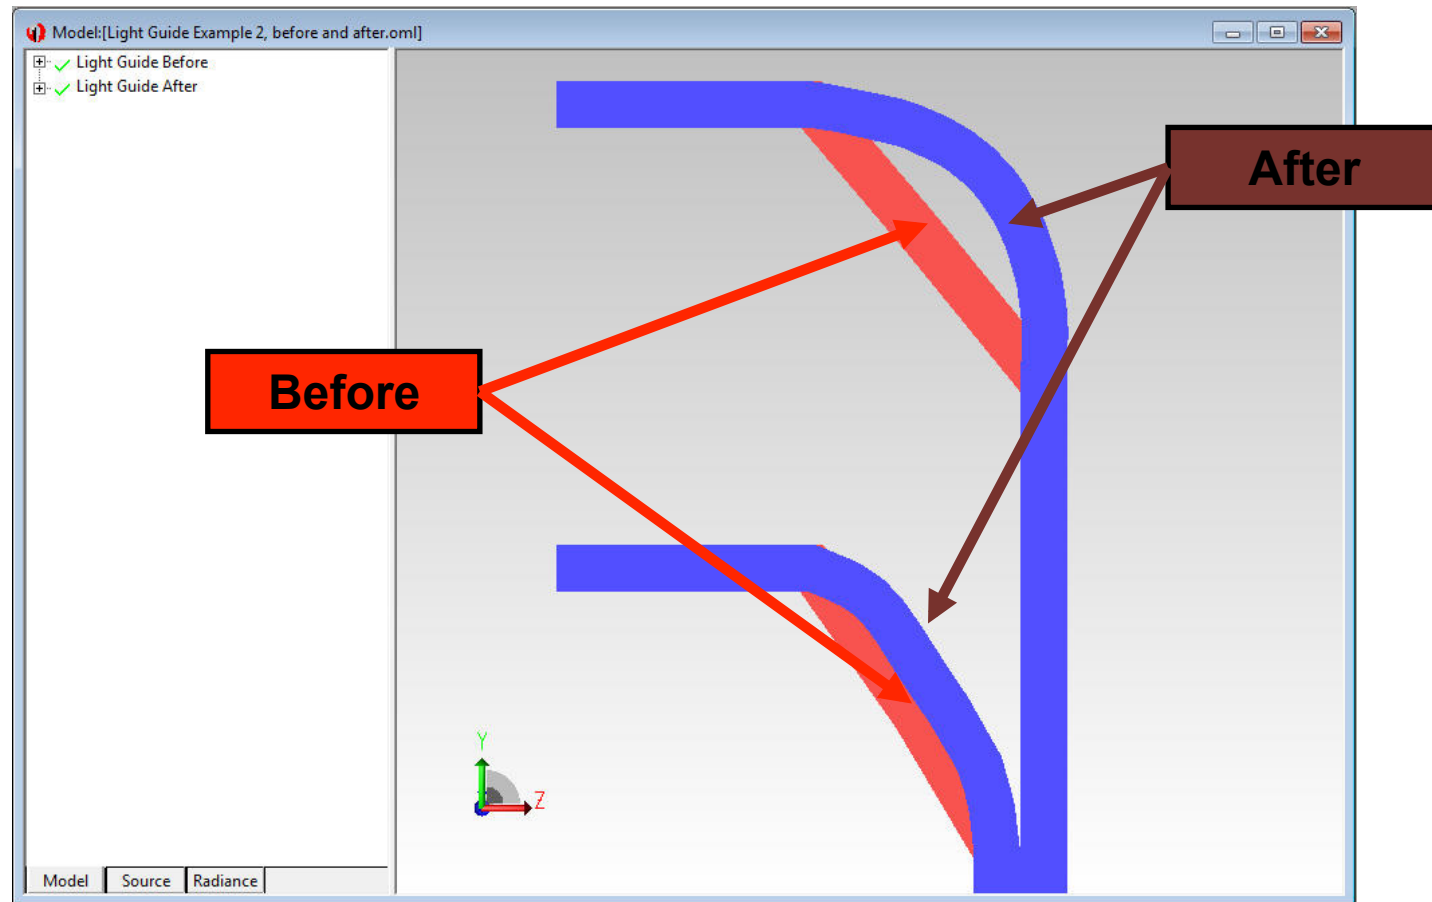 Model:[Light Guide Example 2, before and after.oml]
Light Guide Before
Light Guide After
After
Before
Y
Z
Model Source Radiance